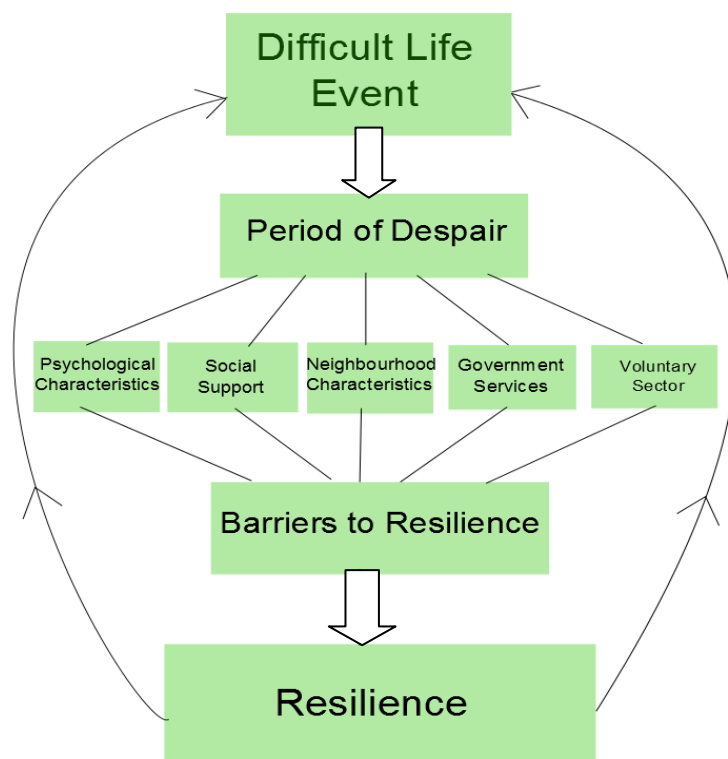 Difficult Life
Event
Period of Despair
Psychological
Characteristics
Social
Support
Neighbourhood
Characteristics
Government
Services
Voluntary
Sector
Barriers to Resilience
Resilience